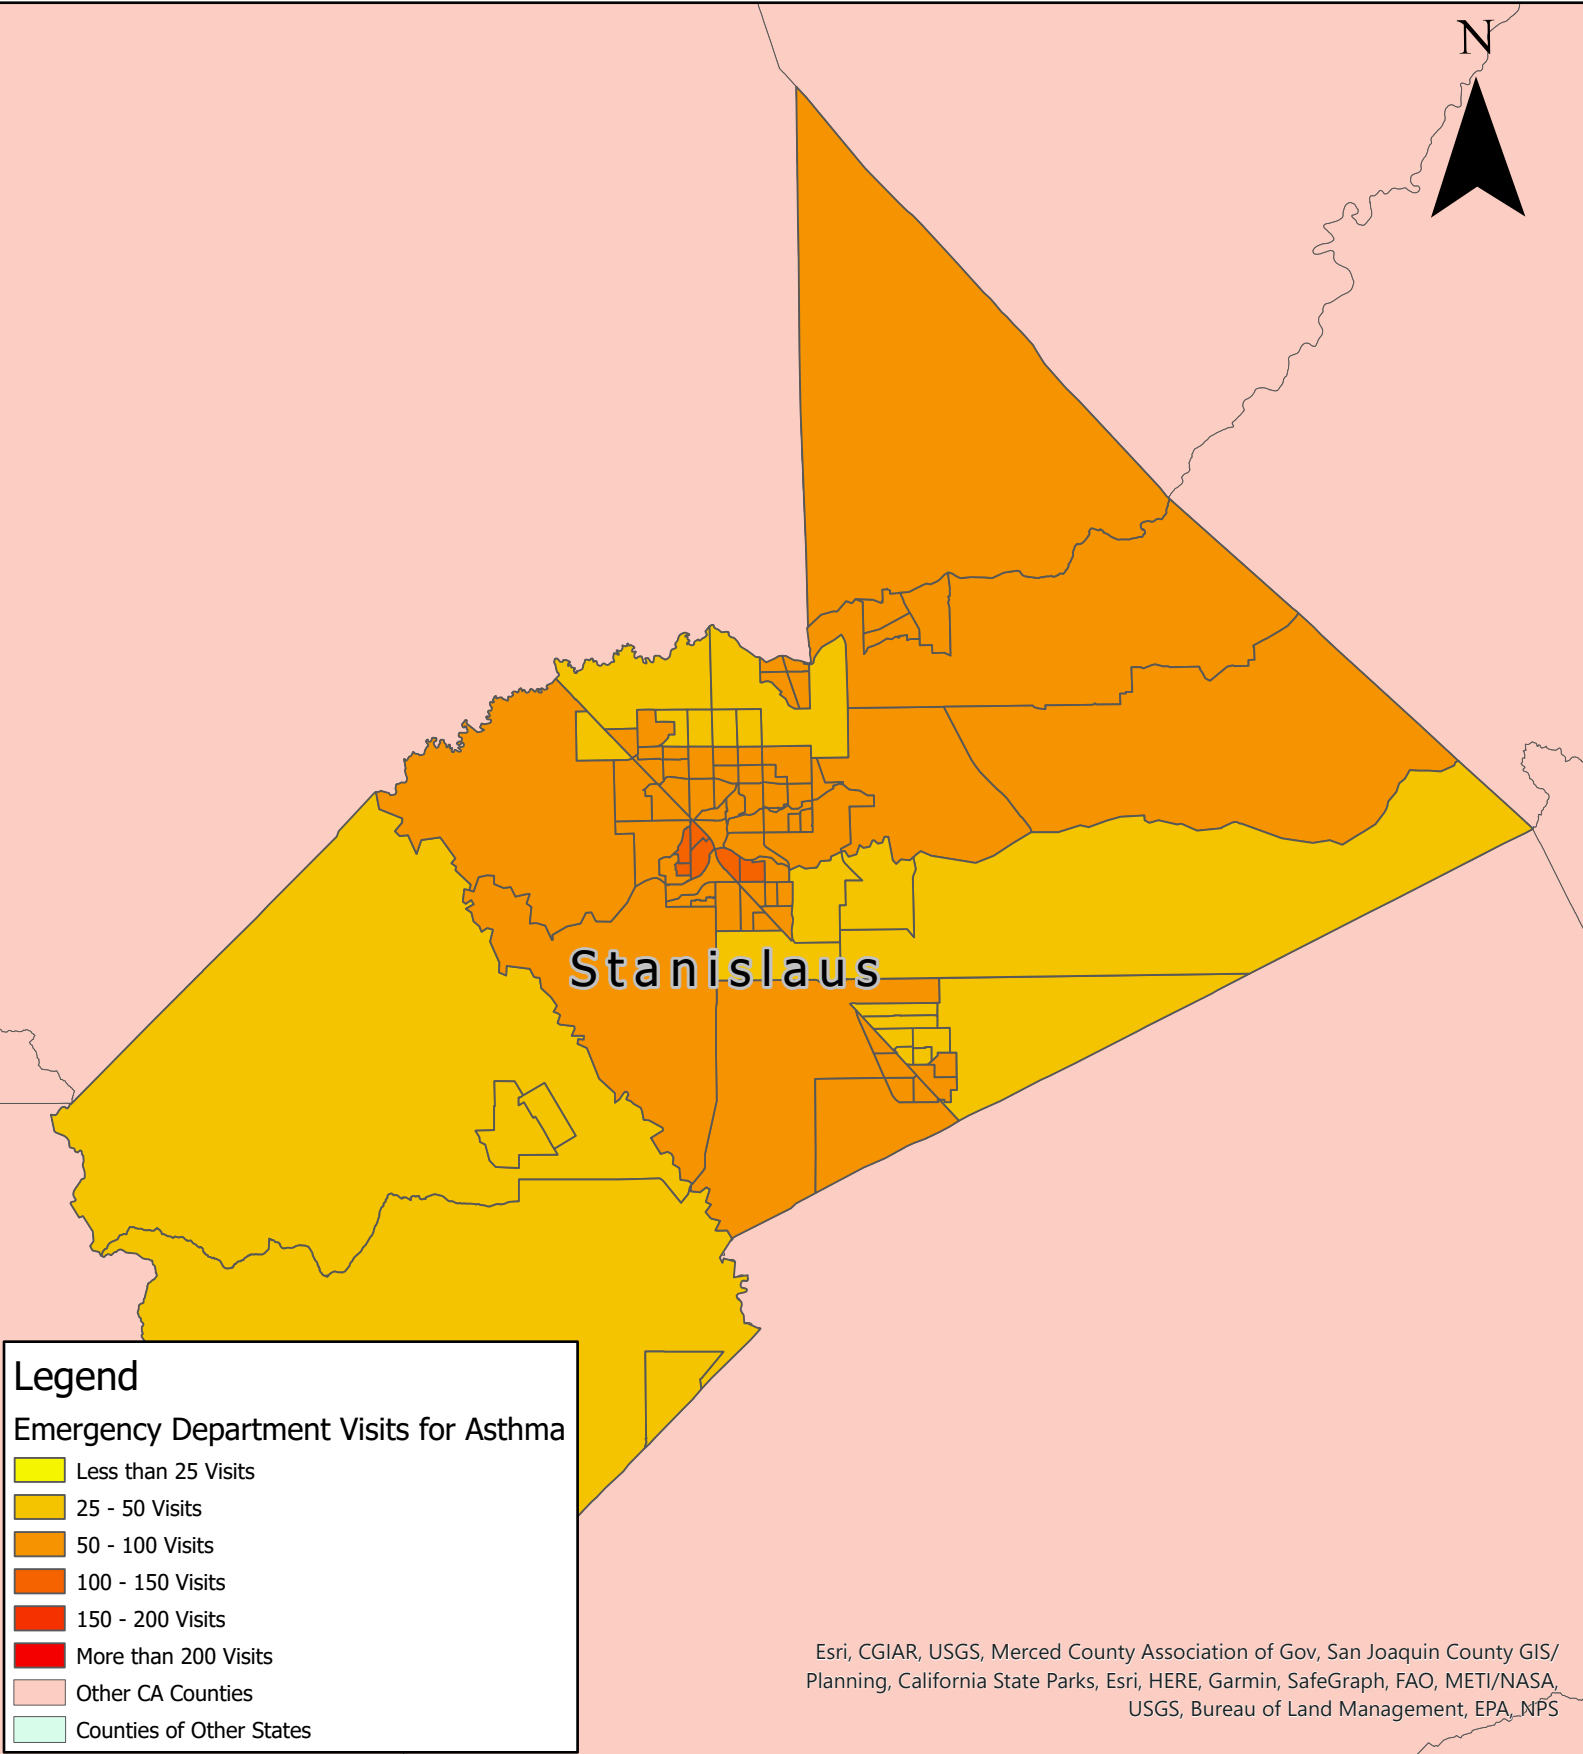 N
Stanislaus
Legend
Emergency Department Visits for Asthma
Less than 25 Visits
25 - 50 Visits
50 - 100 Visits
100 - 150 Visits
150 - 200 Visits
More than 200 Visits
Other CA Counties
Counties of Other States
Esri, CGIAR, USGS, Merced County Association of Gov, San Joaquin County GIS/
Planning, California State Parks, Esri, HERE, Garmin, SafeGraph, FAO, METI/NASA,
USGS, Bureau of Land Management, EPA, NPS